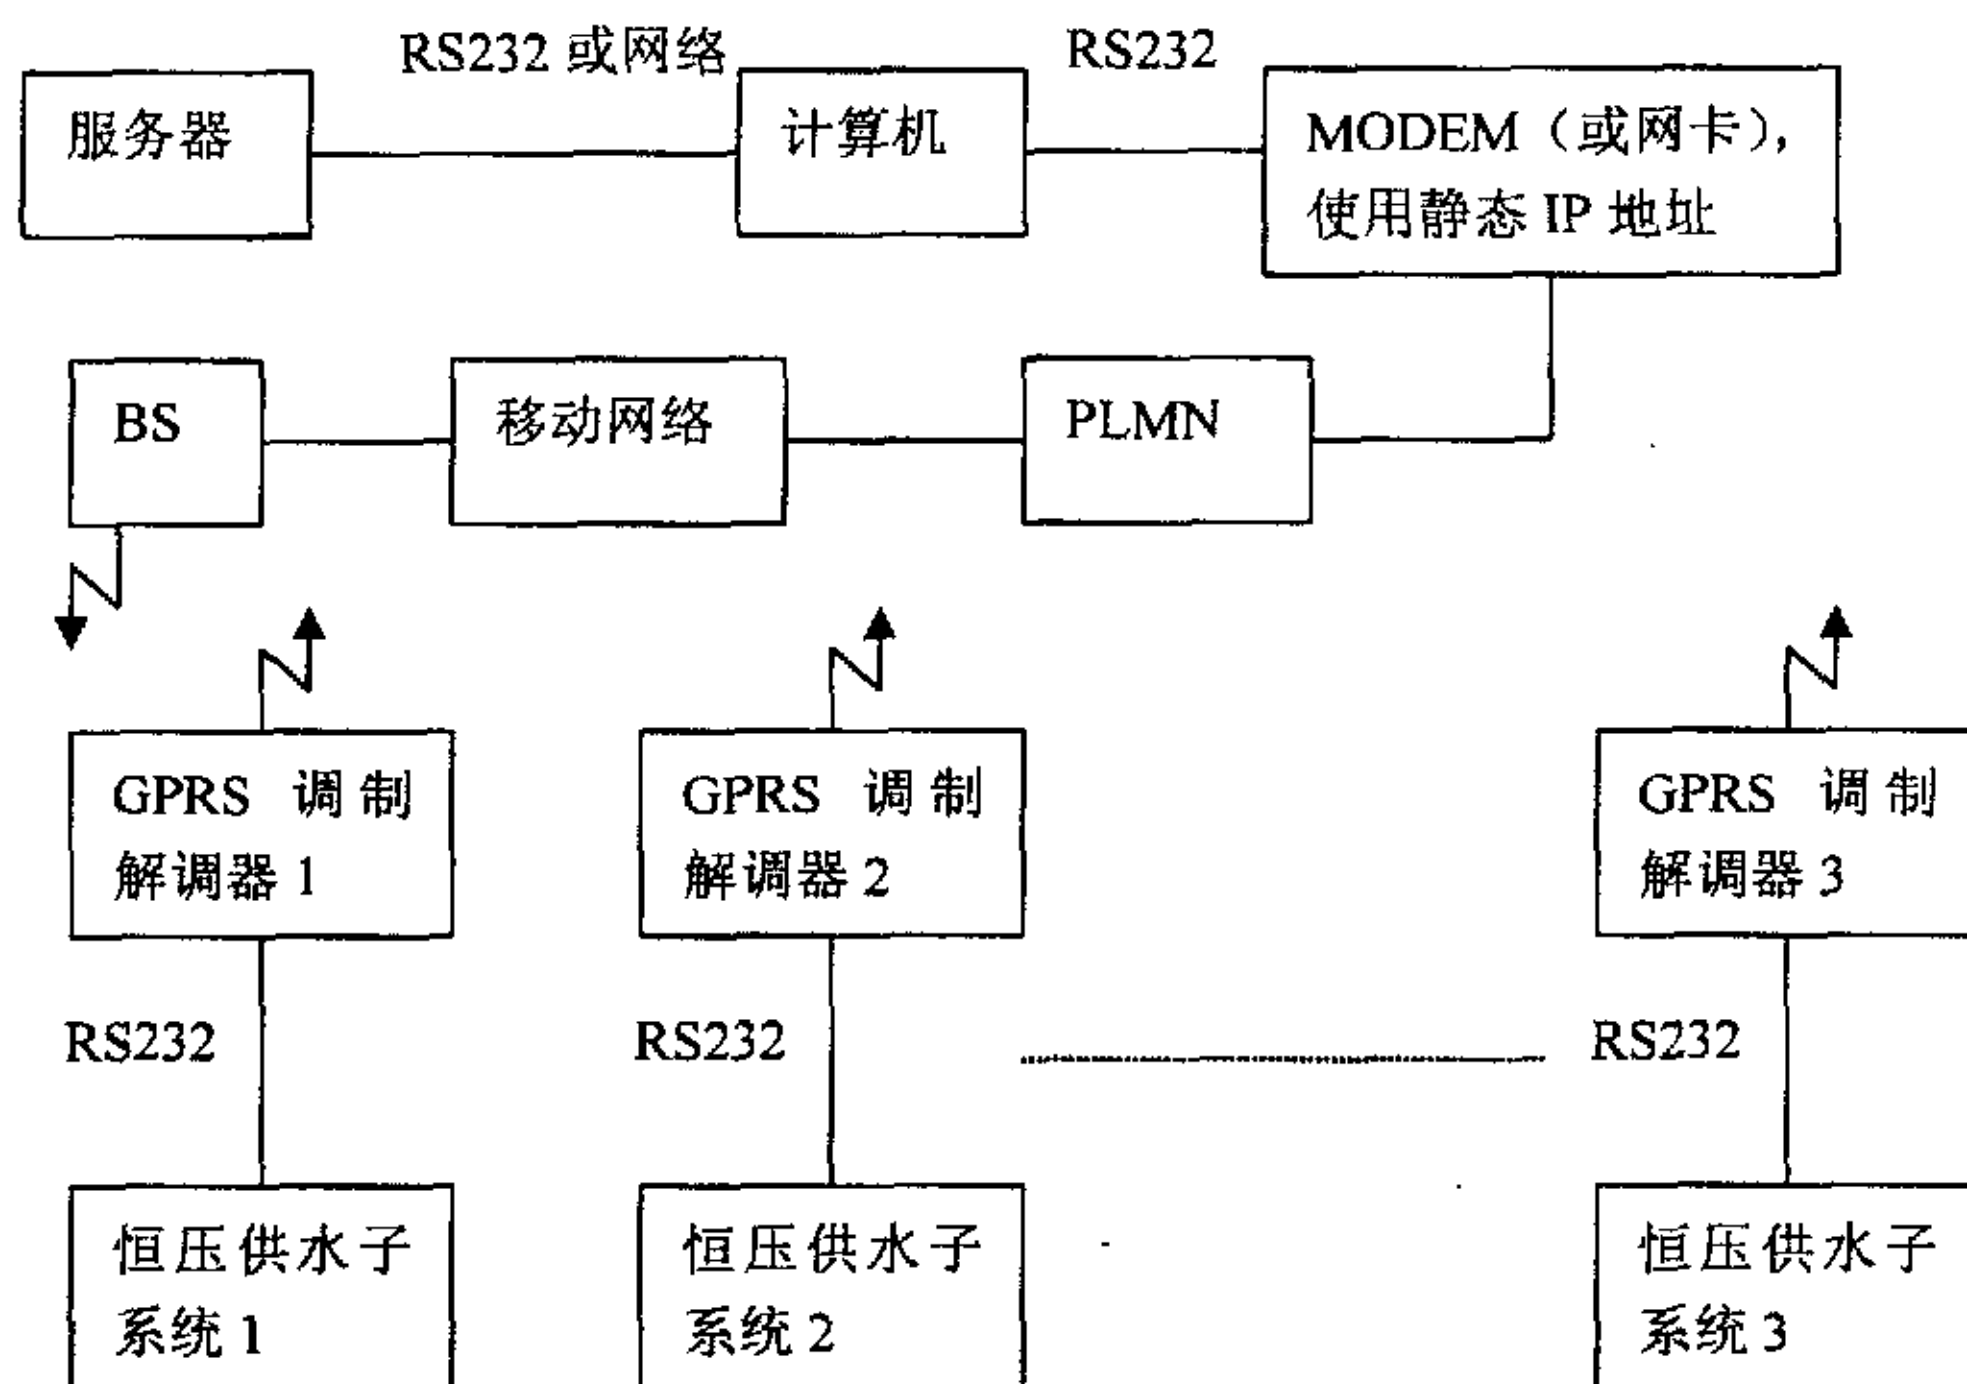 RS232 或网络
RS232
服务器
计算机
MODEM（或网卡），
使用静态 IP 地址
BS
移动网络
PLMN
GPRS 调制
解调器 1
GPRS 调制
解调器 2
GPRS 调制
解调器 3
RS232
RS232
RS232
恒压供水子
系统 1
恒压供水子
系统 2
恒压供水子
系统 3